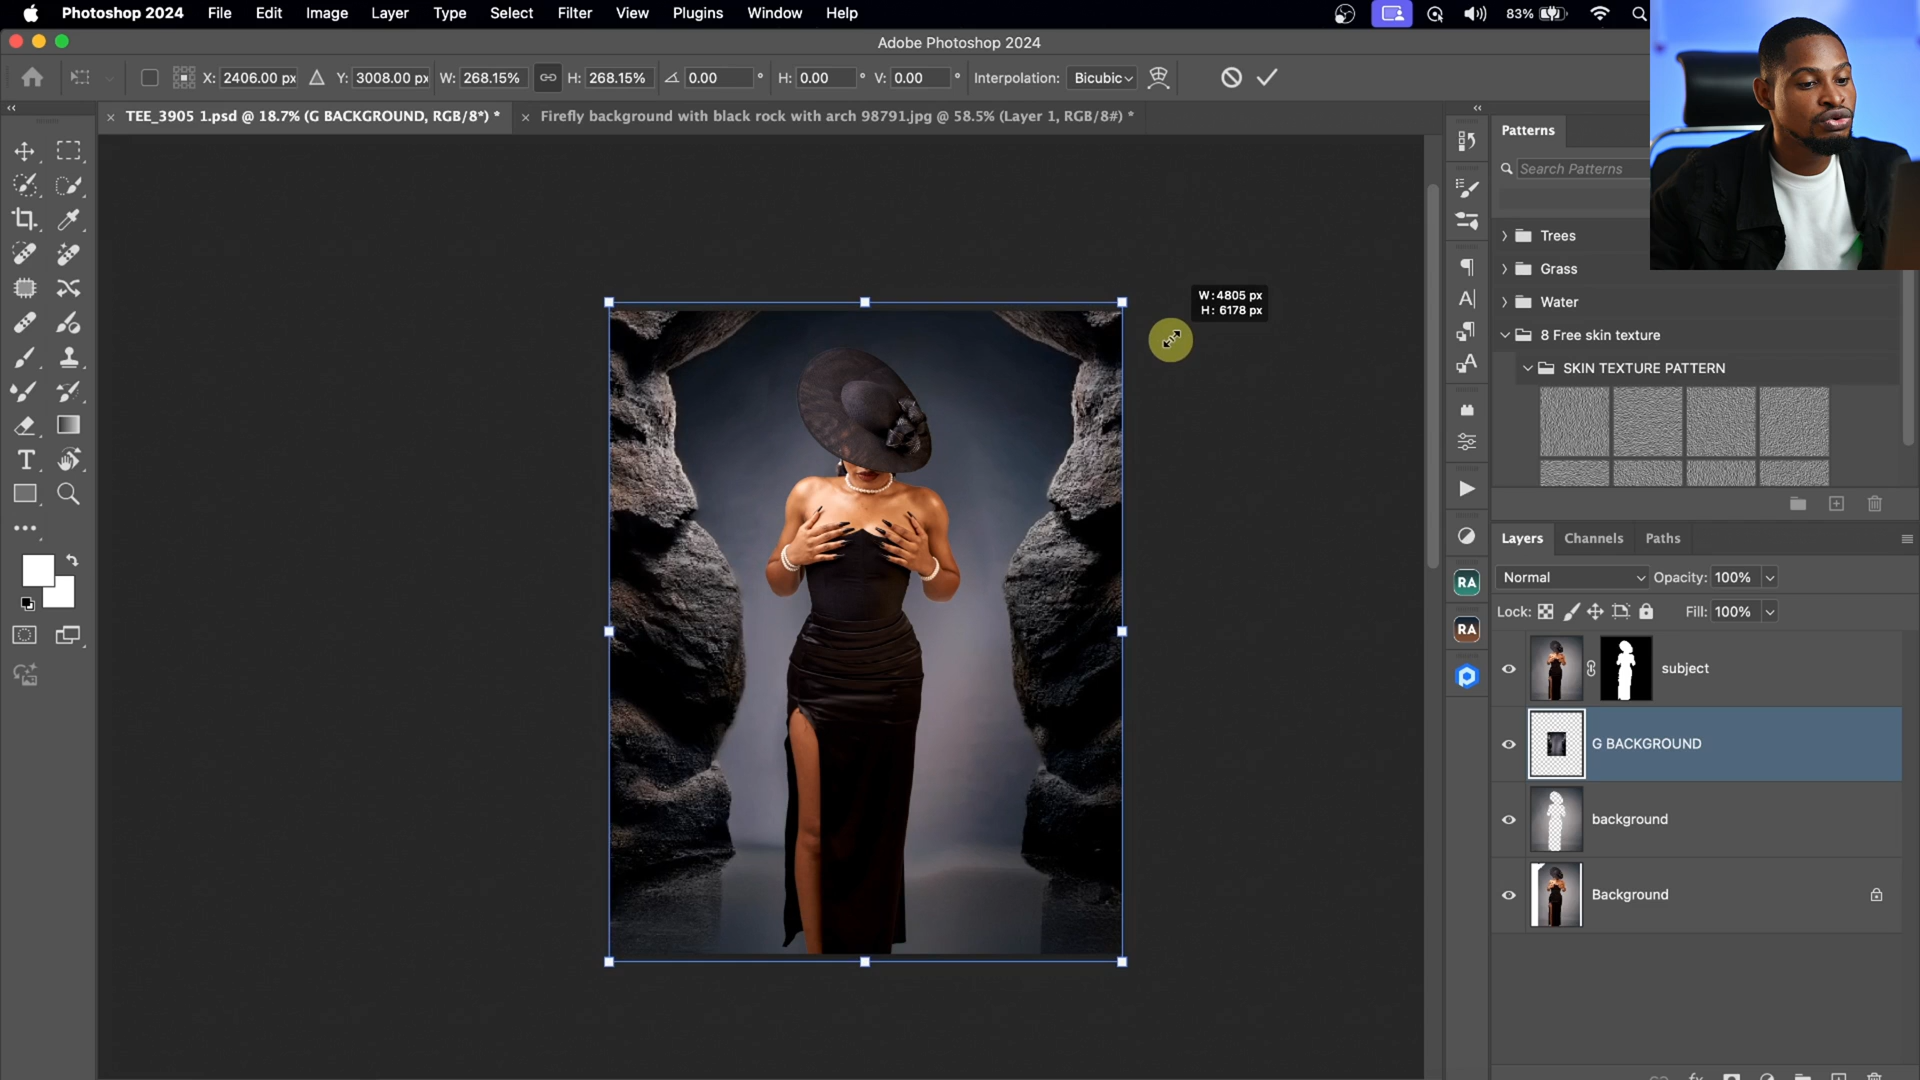 Photoshop 2024 File Edit Image Layer Type Select Filter View Plugins Window Help 83%
Adobe Photoshop 2024
X: 2406.00 px Y: 3008.00 px W: 268.15% H: 268.15% 0.00 ° H: 0.00 ° V: 0.00 ° Interpolation: Bicubic
TEE_3905 1.psd @ 18.7% (G BACKGROUND, RGB/8*) * Firefly background with black rock with arch 98791.jpg @ 58.5% (Layer 1, RGB/8#) *
Patterns
Search Patterns
Trees
Grass
Water
8 Free skin texture
SKIN TEXTURE PATTERN
W: 4805 px
H: 6178 px
Layers Channels Paths
Normal Opacity: 100%
Lock: Fill: 100%
RA
RA
subject
G BACKGROUND
background
Background